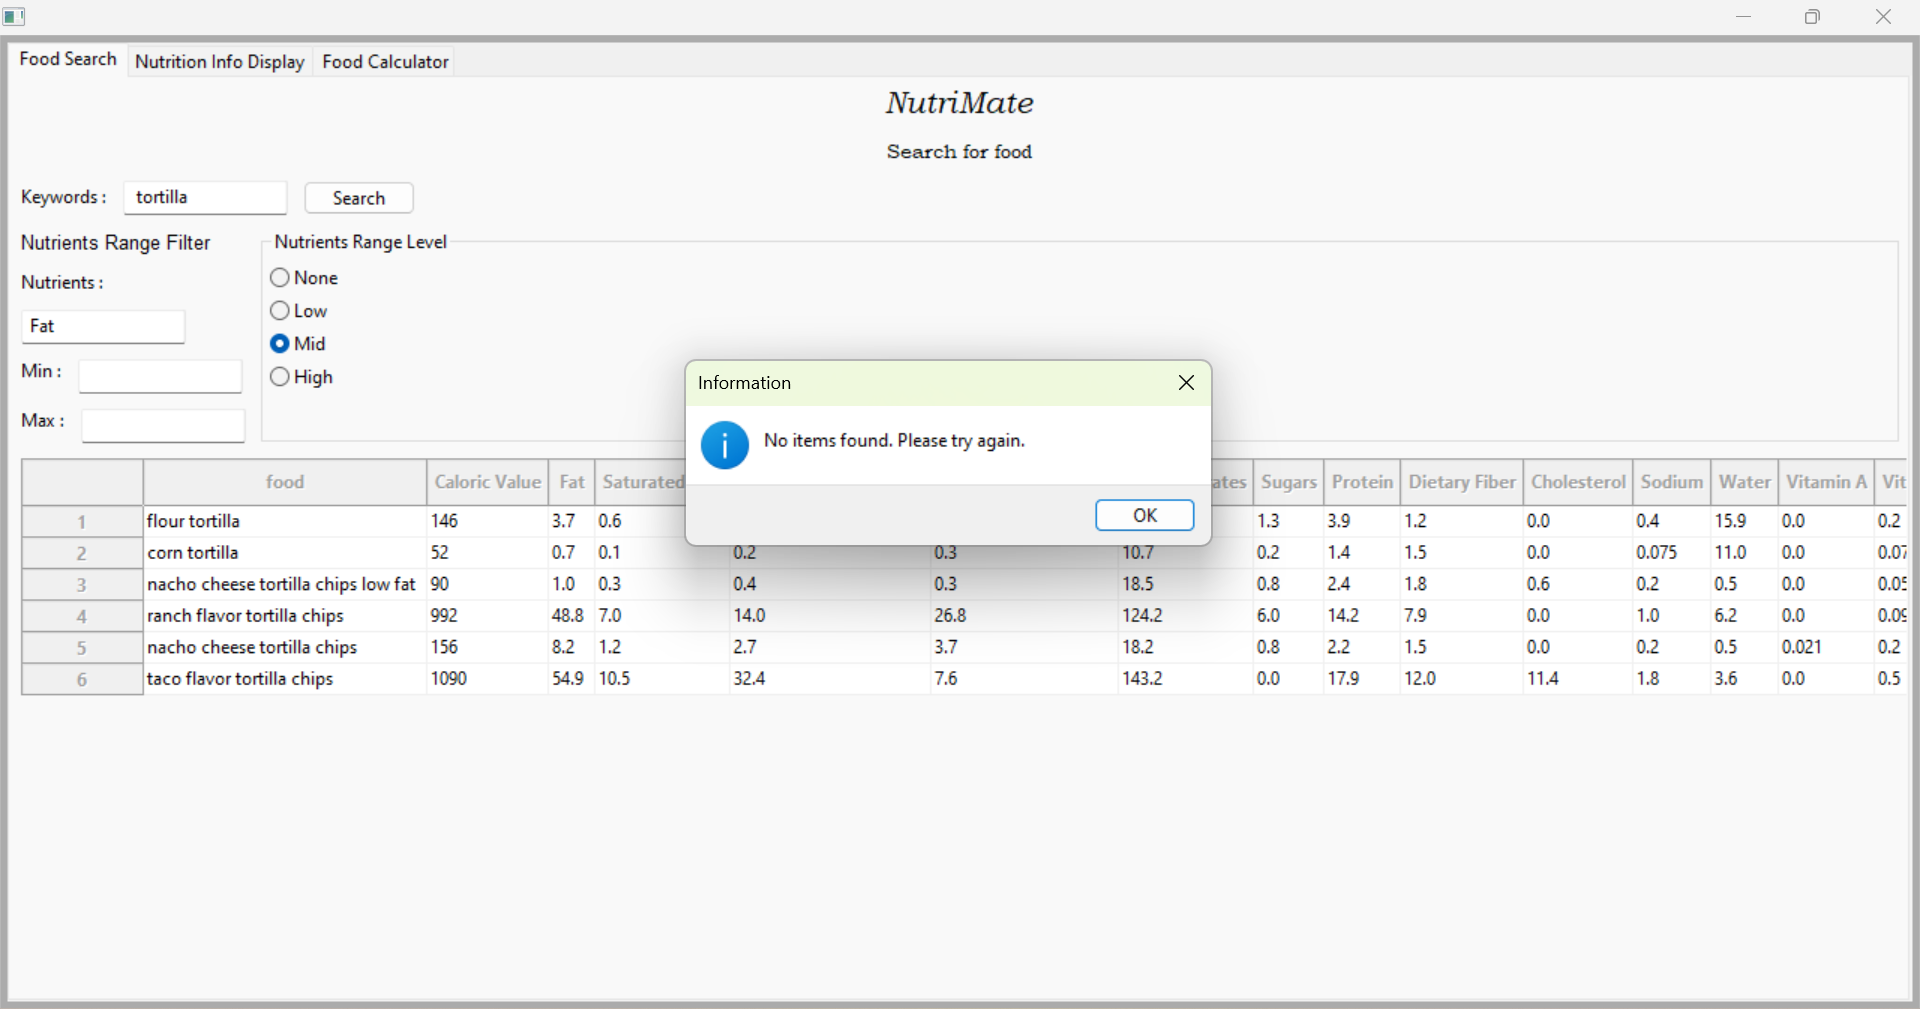 Food Search Nutrition Info Display Food Calculator
NutriMate
Search for food
Keywords : tortilla Search
Nutrients Range Filter Nutrients Range Level
Nutrients : None
Fat Low
Mid
Min : High
Max :
Information
No items found. Please try again.
OK
food Caloric Value Fat Saturated Sugars Protein Dietary Fiber Cholesterol Sodium Water Vitamin A
1 flour tortilla 146 3.7 0.6 1.3 3.9 1.2 0.0 0.4 15.9 0.0 0.2
2 corn tortilla 52 0.7 0.1 0.2 0.3 10.7 0.2 1.4 1.5 0.0 0.075 11.0 0.0 0.07
3 nacho cheese tortilla chips low fat 90 1.0 0.3 0.4 0.3 18.5 0.8 2.4 1.8 0.6 0.2 0.5 0.0 0.05
4 ranch flavor tortilla chips 992 48.8 7.0 14.0 26.8 124.2 6.0 14.2 7.9 0.0 1.0 6.2 0.0 0.09
5 nacho cheese tortilla chips 156 8.2 1.2 2.7 3.7 18.2 0.8 2.2 1.5 0.0 0.2 0.5 0.021 0.2
6 taco flavor tortilla chips 1090 54.9 10.5 32.4 7.6 143.2 0.0 17.9 12.0 11.4 1.8 3.6 0.0 0.5